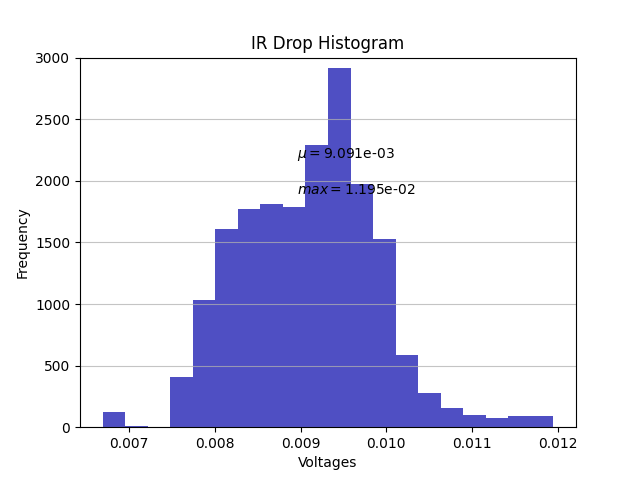 IR Drop Histogram
Frequency
3000
2500
2000
1500
1000
500
0
μ = 9.091e-03
max = 1.195e-02
0.007 0.008 0.009 0.010 0.011 0.012
Voltages